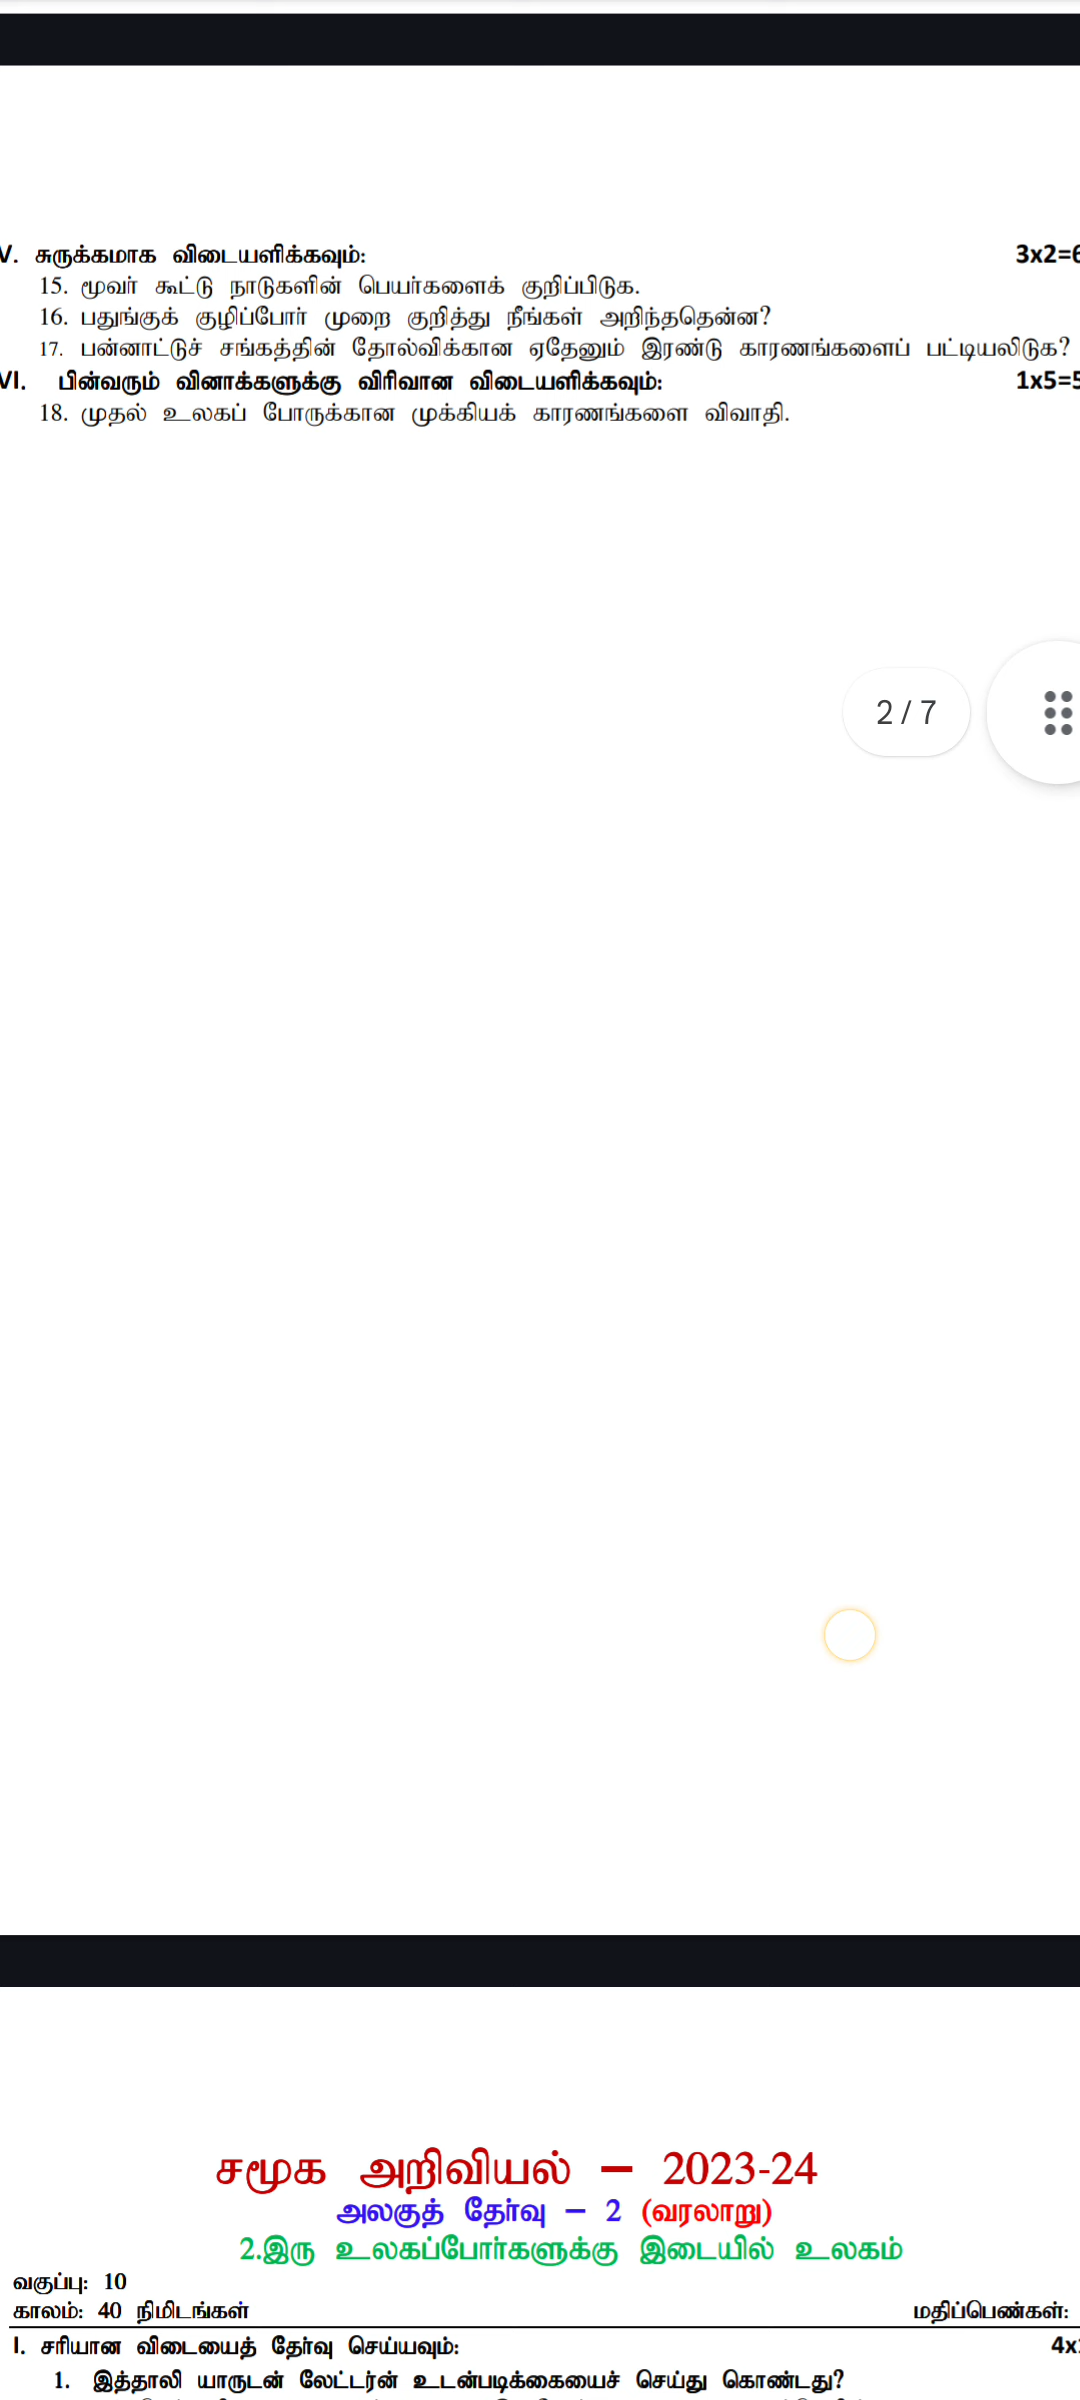 V. சுருக்கமாக விடையளிக்கவும்: 3x2=6
15. மூவர் கூட்டு நாடுகளின் பெயர்களைக் குறிப்பிடுக.
16. பதுங்குக் குழிப்போர் முறை குறித்து நீங்கள் அறிந்ததென்ன?
17. பன்னாட்டுச் சங்கத்தின் தோல்விக்கான ஏதேனும் இரண்டு காரணங்களைப் பட்டியலிடுக?
VI. பின்வரும் வினாக்களுக்கு விரிவான விடையளிக்கவும்: 1x5=5
18. முதல் உலகப் போருக்கான முக்கியக் காரணங்களை விவாதி.
2 / 7
சமூக அறிவியல் – 2023-24
அலகுத் தேர்வு – 2 (வரலாறு)
2.இரு உலகப்போர்களுக்கு இடையில் உலகம்
வகுப்பு: 10
காலம்: 40 நிமிடங்கள் மதிப்பெண்கள்:
I. சரியான விடையைத் தேர்வு செய்யவும்:
1. இத்தாலி யாருடன் லேட்டர்ன் உடன்படிக்கையைச் செய்து கொண்டது?